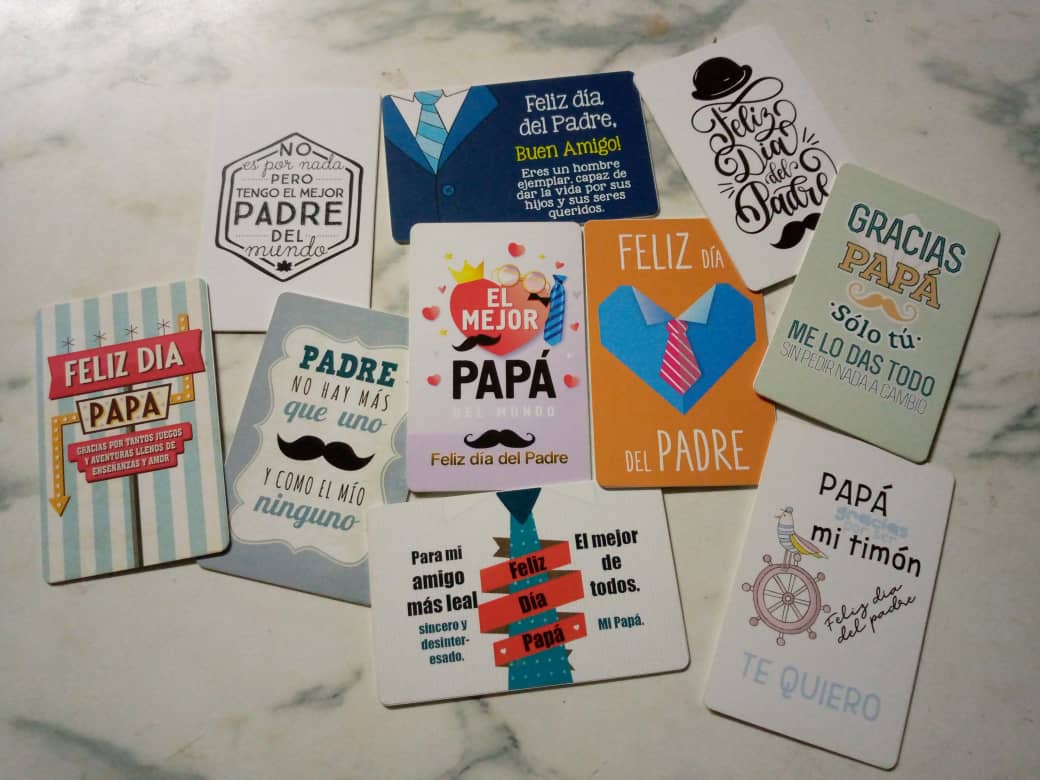 NO
es por nada
PERO
TENGO EL MEJOR
PADRE
DEL
mundo
Feliz día
del Padre,
Buen Amigo!
Eres un hombre
ejemplar, capaz de
dar la vida por sus
hijos y sus seres
queridos.
Feliz
Día
del
Padre
GRACIAS
PAPÁ
Sólo tú
ME LO DAS TODO
SIN PEDIR NADA A CAMBIO
FELIZ DIA
PAPA
GRACIAS POR TANTOS JUEGOS
Y AVENTURAS LLENOS DE
ENSEÑANZAS Y AMOR
PADRE
NO HAY MÁS
que uno
Y COMO EL MÍO
ninguno
EL
MEJOR
PAPÁ
DEL MUNDO
Feliz día del Padre
FELIZ DÍA
DEL PADRE
Para mi
amigo
más leal
sincero y
desinter-
esado.
Feliz
Día
Papá
El mejor
de
todos.
Mi Papá.
PAPÁ
gracias
por ser
mi timón
Feliz dia
del padre
TE QUIERO